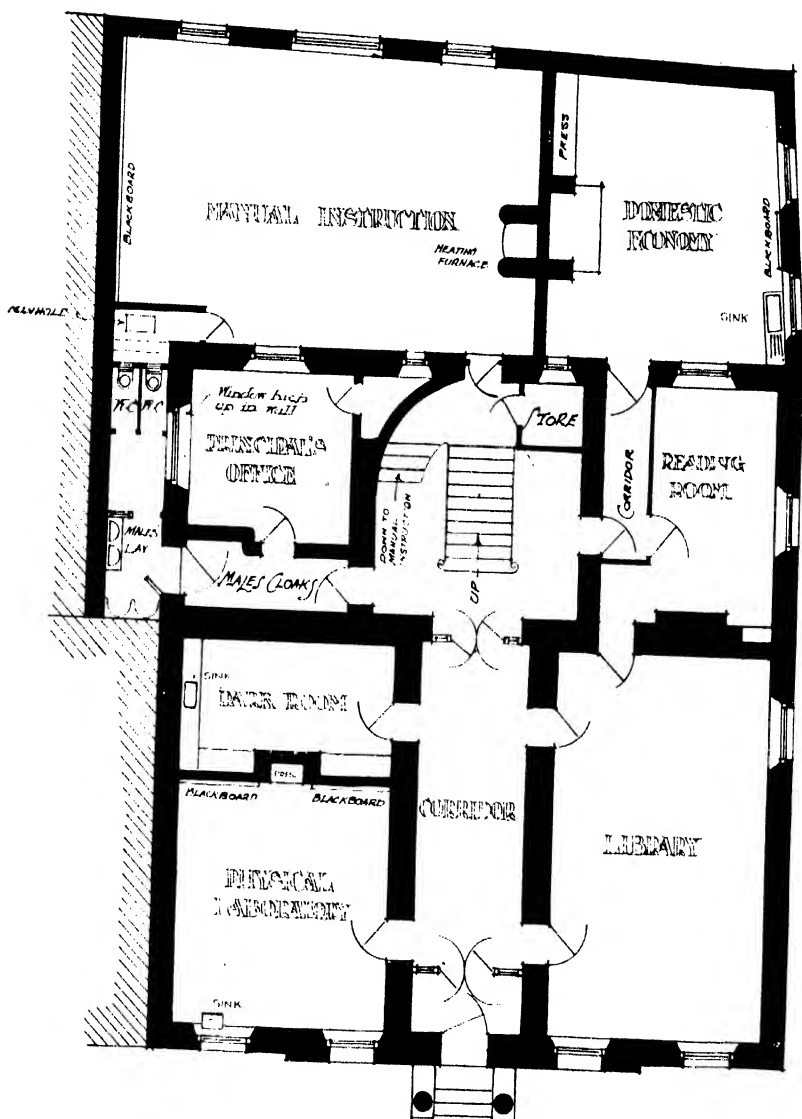 BLACKBOARD
MANUAL INSTRUCTION
HEATING
FURNACE
PRESS
DOMESTIC
ECONOMY
BLACKBOARD
SINK
W.C
W.C
Window high
up in wall
PRINCIPAL'S
OFFICE
STORE
CORRIDOR
READING
ROOM
DOWN TO
MANUAL
INSTRUCTION
UP
MALES
LAV
MALES CLOAKS
SINK
DARK ROOM
BLACKBOARD
BLACKBOARD
CORRIDOR
LIBRARY
PHYSICAL
LABORATORY
SINK